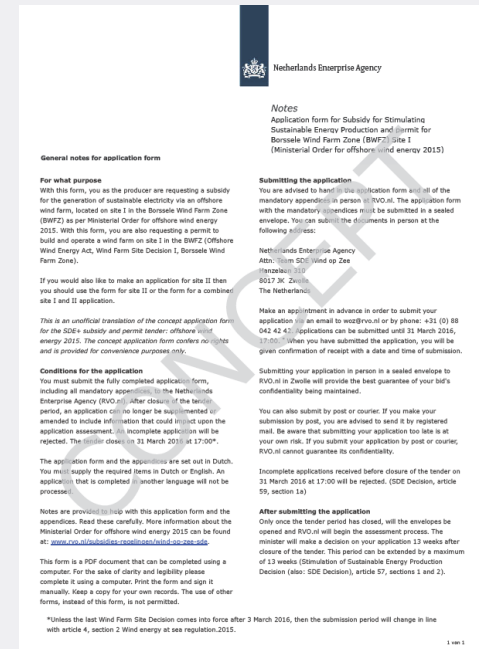 Netherlands Enterprise Agency
Notes
Application form for Subsidy for Stimulating
Sustainable Energy Production and permit for
Borssele Wind Farm Zone (BWFZ) Site I
(Ministerial Order for offshore wind energy 2015)
General notes for application form
For what purpose
With this form, you as the producer are requesting a subsidy
for the generation of sustainable electricity via an offshore
wind farm, located on site I in the Borssele Wind Farm Zone
(BWFZ) as per Ministerial Order for offshore wind energy
2015. With this form, you are also requesting a permit to
build and operate a wind farm on site I in the BWFZ (Offshore
Wind Energy Act, Wind Farm Site Decision I, Borssele Wind
Farm Zone).
If you would also like to make an application for site II then
you should use the form for site II or the form for a combined
site I and II application.
This is an unofficial translation of the concept application form
for the SDE+ subsidy and permit tender: offshore wind
energy 2015. The concept application form confers no rights
and is provided for convenience purposes only.
Conditions for the application
You must submit the fully completed application form,
including all mandatory appendices, to the Netherlands
Enterprise Agency (RVO.nl). After closure of the tender
period, an application can no longer be supplemented or
amended to include information that could impact upon the
application assessment. An incomplete application will be
rejected. The tender closes on 31 March 2016 at 17:00*.
The application form and the appendices are set out in Dutch.
You must supply the required items in Dutch or English. An
application that is completed in another language will not be
processed.
Notes are provided to help with this application form and the
appendices. Read these carefully. More information about the
Ministerial Order for offshore wind energy 2015 can be found
at: www.rvo.nl/subsidies-regelingen/wind-op-zee-sde.
This form is a PDF document that can be completed using a
computer. For the sake of clarity and legibility please
complete it using a computer. Print the form and sign it
manually. Keep a copy for your own records. The use of other
forms, instead of this form, is not permitted.
Submitting the application
You are advised to hand in the application form and all of the
mandatory appendices in person at RVO.nl. The application form
with the mandatory appendices must be submitted in a sealed
envelope. You can submit the documents in person at the
following address:
Netherlands Enterprise Agency
Attn: Team SDE Wind op Zee
Hanzelaan 310
8017 JK Zwolle
The Netherlands
Make an appointment in advance in order to submit your
application via an email to woz@rvo.nl or by phone: +31 (0) 88
042 42 42. Applications can be submitted until 31 March 2016,
17:00.* When you have submitted the application, you will be
given confirmation of receipt with a date and time of submission.
Submitting your application in person in a sealed envelope to
RVO.nl in Zwolle will provide the best guarantee of your bid's
confidentiality being maintained.
You can also submit by post or courier. If you make your
submission by post, you are advised to send it by registered
mail. Be aware that submitting your application too late is at
your own risk. If you submit your application by post or courier,
RVO.nl cannot guarantee its confidentiality.
Incomplete applications received before closure of the tender on
31 March 2016 at 17:00 will be rejected. (SDE Decision, article
59, section 1a)
After submitting the application
Only once the tender period has closed, will the envelopes be
opened and RVO.nl will begin the assessment process. The
minister will make a decision on your application 13 weeks after
closure of the tender. This period can be extended by a maximum
of 13 weeks (Stimulation of Sustainable Energy Production
Decision (also: SDE Decision), article 57, sections 1 and 2).
*Unless the last Wind Farm Site Decision comes into force after 3 March 2016, then the submission period will change in line
with article 4, section 2 Wind energy at sea regulation.2015.
1 van 1
CONCEPT